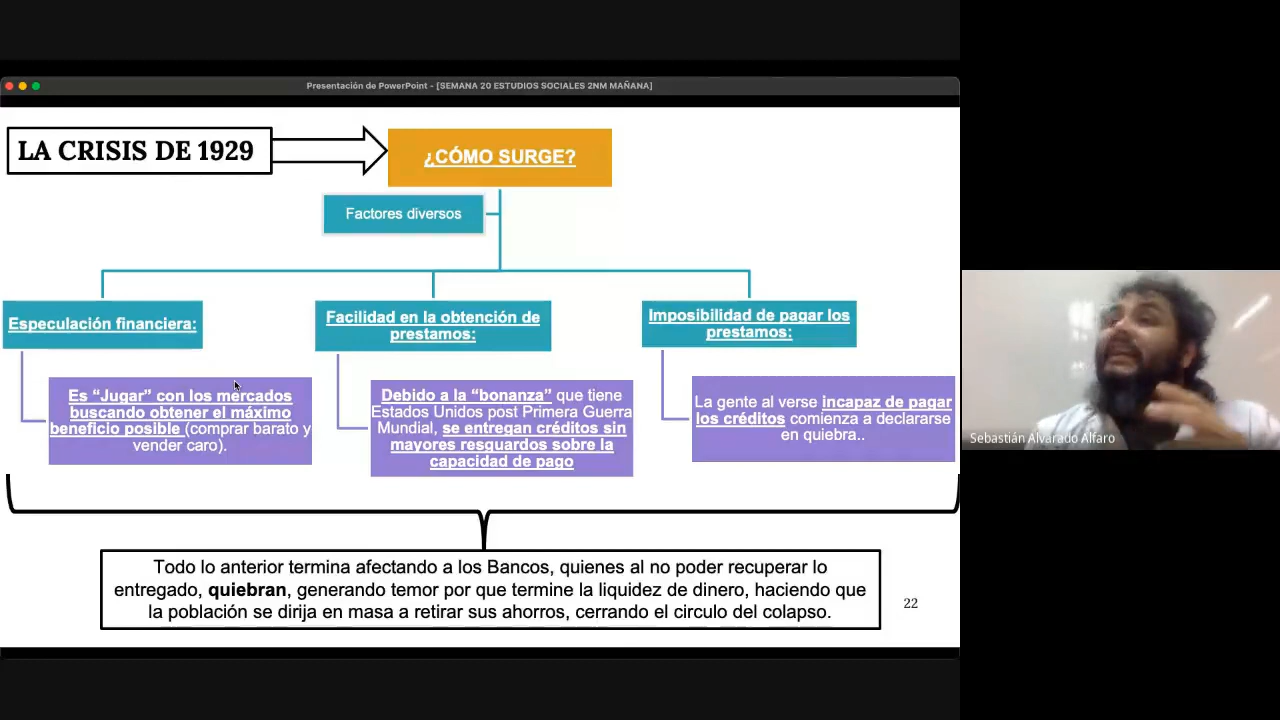 Presentación de PowerPoint - [SEMANA 20 ESTUDIOS SOCIALES 2NM MAÑANA]
LA CRISIS DE 1929
¿CÓMO SURGE?
Factores diversos
Especulación financiera:
Es “Jugar” con los mercados
buscando obtener el máximo
beneficio posible (comprar barato y
vender caro).
Facilidad en la obtención de
prestamos:
Debido a la “bonanza” que tiene
Estados Unidos post Primera Guerra
Mundial, se entregan créditos sin
mayores resguardos sobre la
capacidad de pago
Imposibilidad de pagar los
prestamos:
La gente al verse incapaz de pagar
los créditos comienza a declararse
en quiebra..
Todo lo anterior termina afectando a los Bancos, quienes al no poder recuperar lo
entregado, quiebran, generando temor por que termine la liquidez de dinero, haciendo que
la población se dirija en masa a retirar sus ahorros, cerrando el circulo del colapso.
22
Sebastián Alvarado Alfaro